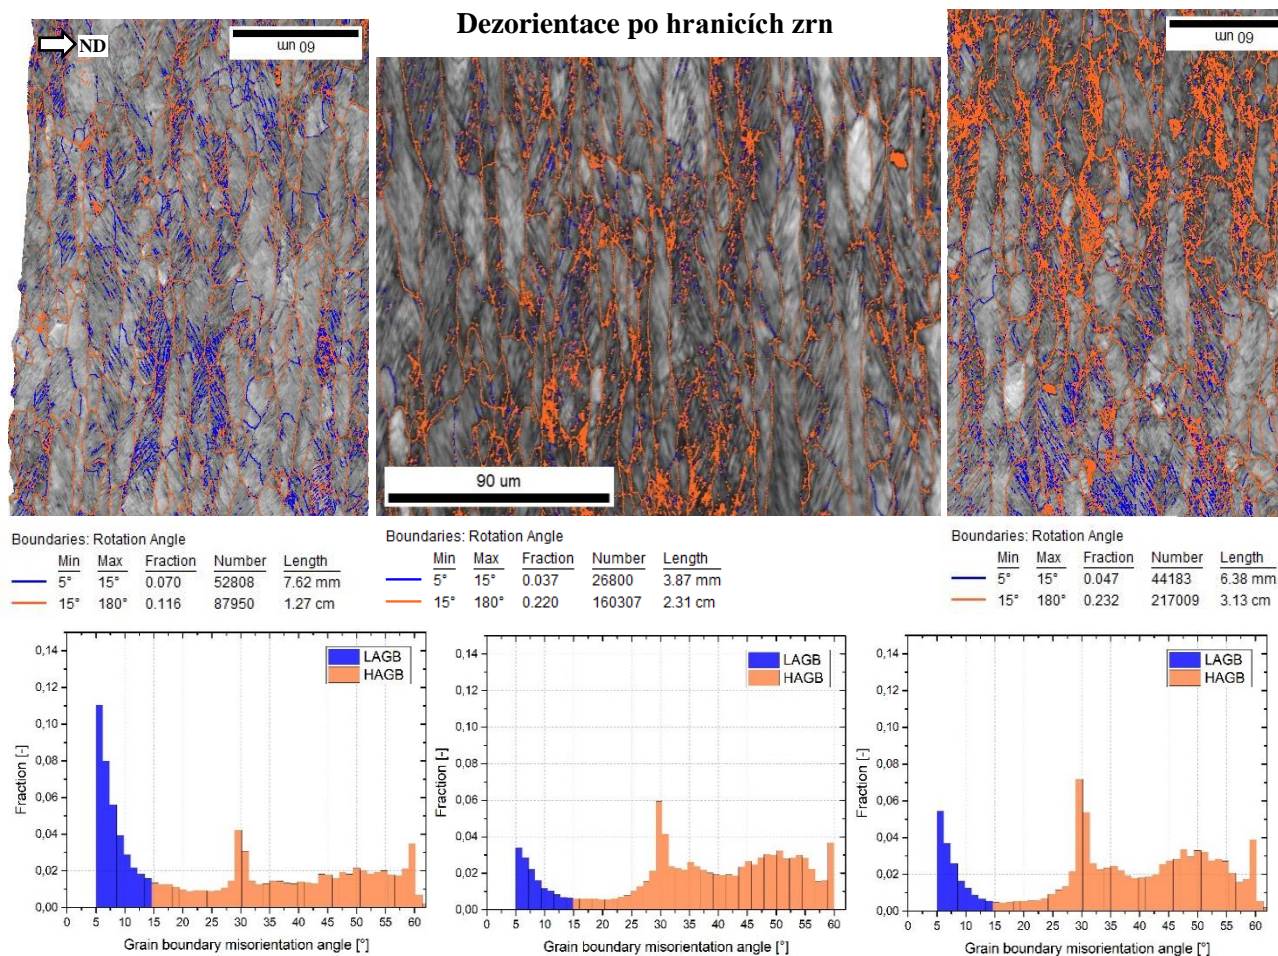 Dezorientace po hranicích zrn
ND
60 um
90 um
60 um
Boundaries: Rotation Angle
Min Max Fraction Number Length
5° 15° 0.070 52808 7.62 mm
15° 180° 0.116 87950 1.27 cm
Boundaries: Rotation Angle
Min Max Fraction Number Length
5° 15° 0.037 26800 3.87 mm
15° 180° 0.220 160307 2.31 cm
Boundaries: Rotation Angle
Min Max Fraction Number Length
5° 15° 0.047 44183 6.38 mm
15° 180° 0.232 217009 3.13 cm
Fraction [-]
0,14
0,12
0,10
0,08
0,06
0,04
0,02
0,00
LAGB
HAGB
0 5 10 15 20 25 30 35 40 45 50 55 60
Grain boundary misorientation angle [°]
Fraction [-]
0,14
0,12
0,10
0,08
0,06
0,04
0,02
0,00
LAGB
HAGB
0 5 10 15 20 25 30 35 40 45 50 55 60
Grain boundary misorientation angle [°]
Fraction [-]
0,14
0,12
0,10
0,08
0,06
0,04
0,02
0,00
LAGB
HAGB
0 5 10 15 20 25 30 35 40 45 50 55 60
Grain boundary misorientation angle [°]